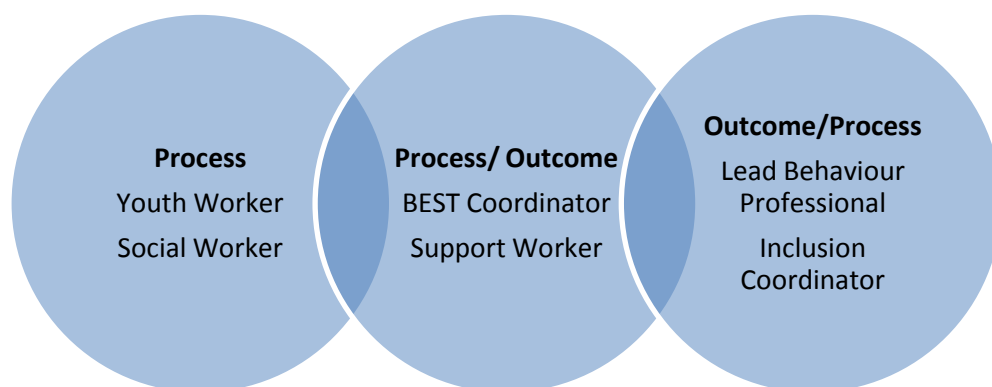 Process
Youth Worker
Social Worker
Process/ Outcome
BEST Coordinator
Support Worker
Outcome/Process
Lead Behaviour
Professional
Inclusion
Coordinator